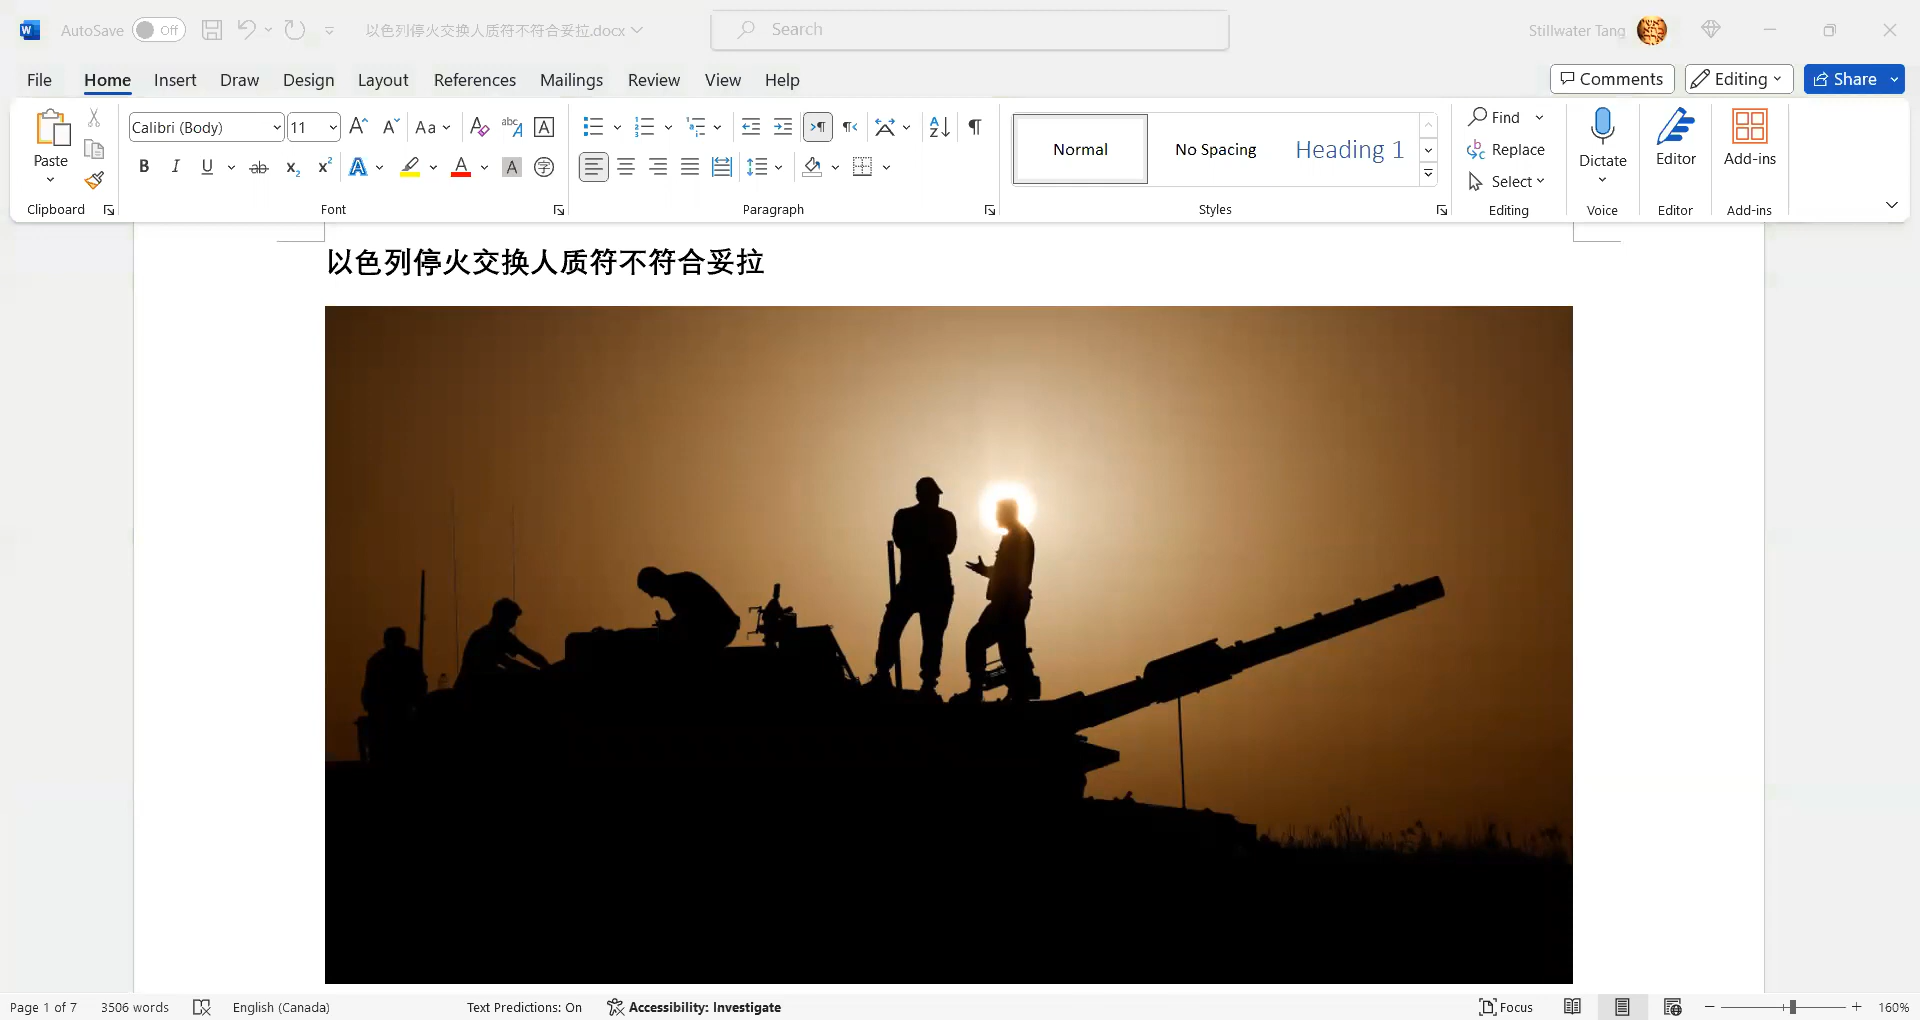 AutoSave Off 以色列停火交换人质符不符合妥拉.docx Search Stillwater Tang
File Home Insert Draw Design Layout References Mailings Review View Help Comments Editing Share
Paste
Clipboard
Calibri (Body) 11
Font
Paragraph
Normal No Spacing Heading 1
Styles
Find
Replace
Select
Editing
Dictate
Voice
Editor
Editor
Add-ins
Add-ins
以色列停火交换人质符不符合妥拉
Page 1 of 7 3506 words English (Canada) Text Predictions: On Accessibility: Investigate Focus 160%